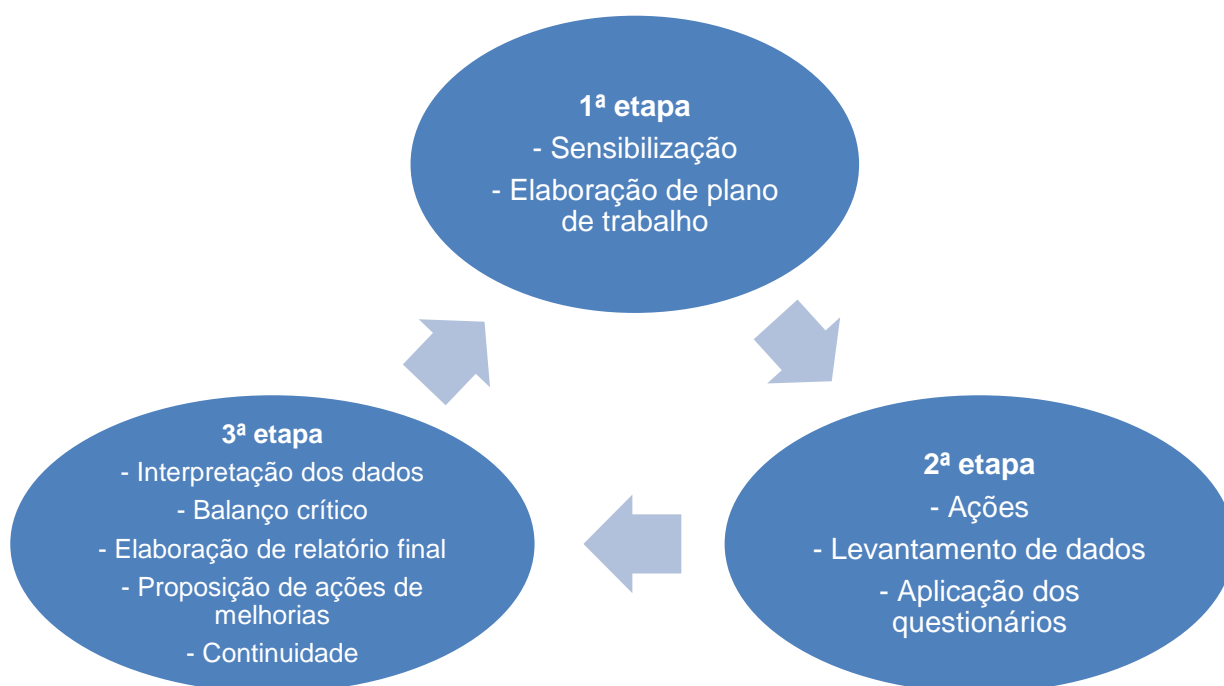 1ª etapa
- Sensibilização
- Elaboração de plano
de trabalho
3ª etapa
- Interpretação dos dados
- Balanço crítico
- Elaboração de relatório final
- Proposição de ações de
melhorias
- Continuidade
2ª etapa
- Ações
- Levantamento de dados
- Aplicação dos
questionários